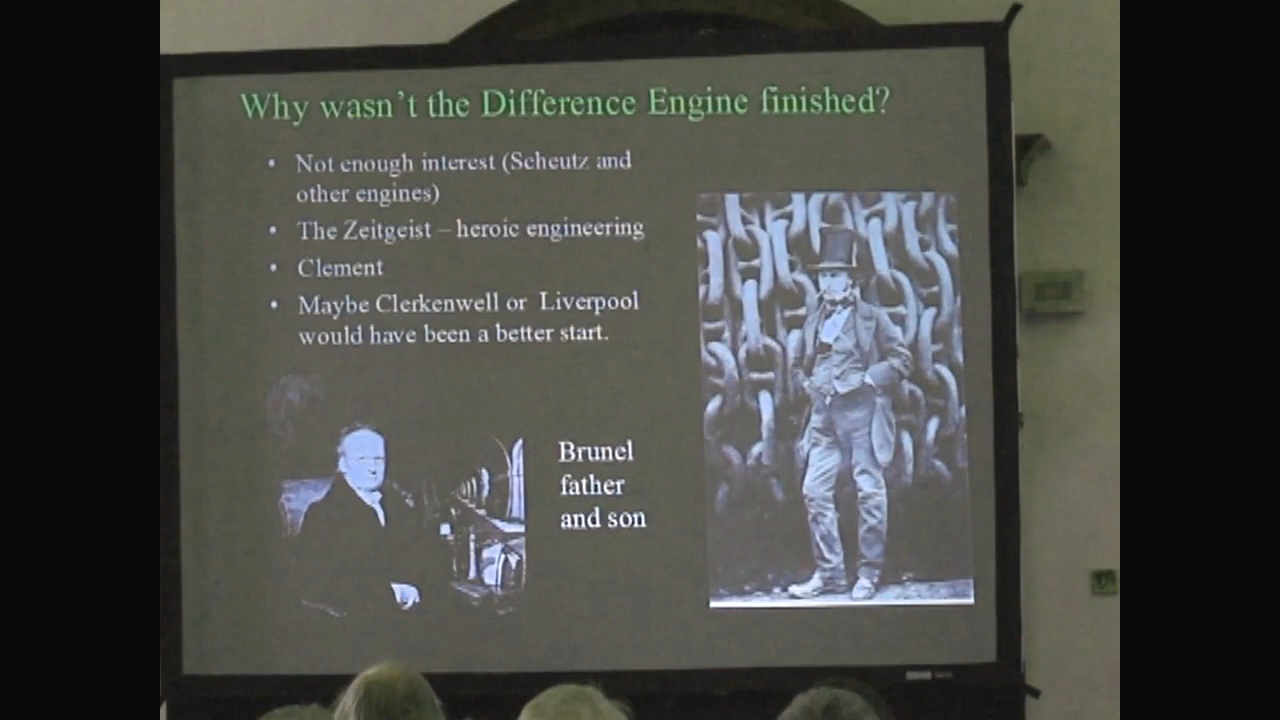 Why wasn't the Difference Engine finished?
• Not enough interest (Scheutz and
other engines)
• The Zeitgeist – heroic engineering
• Clement
• Maybe Clerkenwell or Liverpool
would have been a better start.
Brunel
father
and son